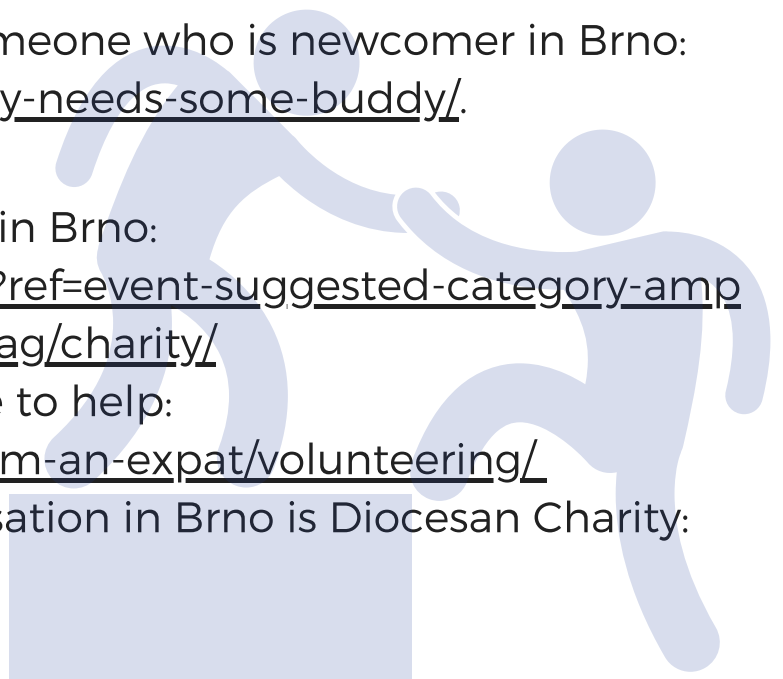 meone who is newcomer in Brno:
y-needs-some-buddy/.
in Brno:
?ref=event-suggested-category-amp
ag/charity/
e to help:
m-an-expat/volunteering/
sation in Brno is Diocesan Charity: